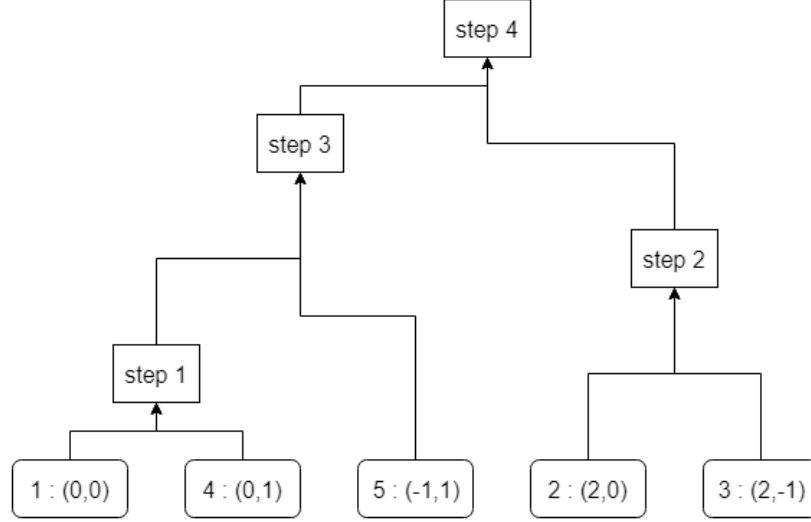 step 4
step 3
step 2
step 1
1 : (0,0)
4 : (0,1)
5 : (-1,1)
2 : (2,0)
3 : (2,-1)